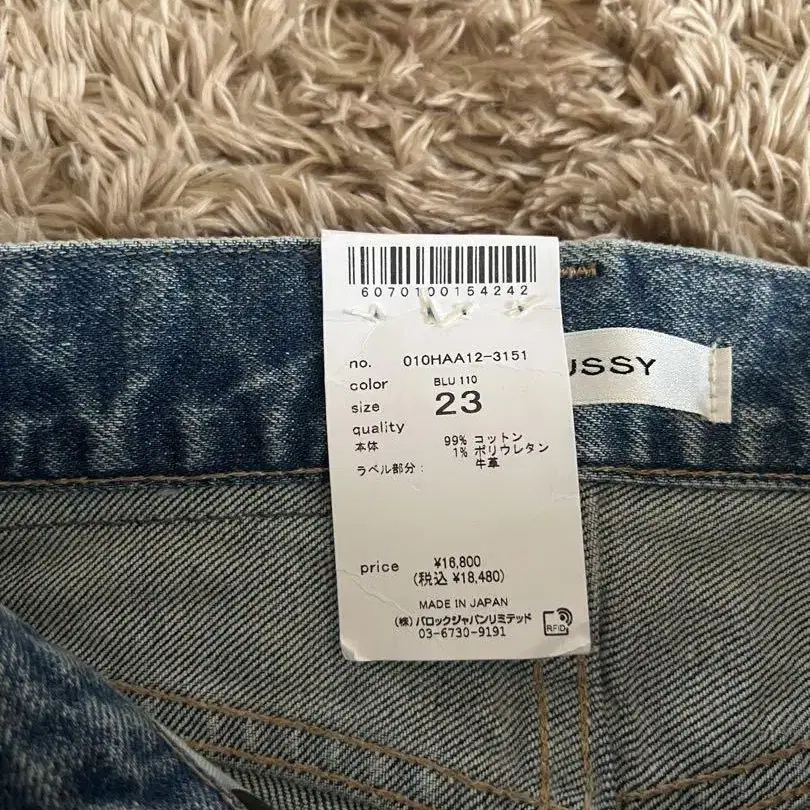 6070100154242
no. 010HAA12-3151
color BLU 110
size 23
quality
本体 99% コットン
1% ポリウレタン
ラベル部分: 牛革
USSY
price ¥16,800
(税込 ¥18,480)
MADE IN JAPAN
(株) バロックジャパンリミテッド
03-6730-9191
RFID